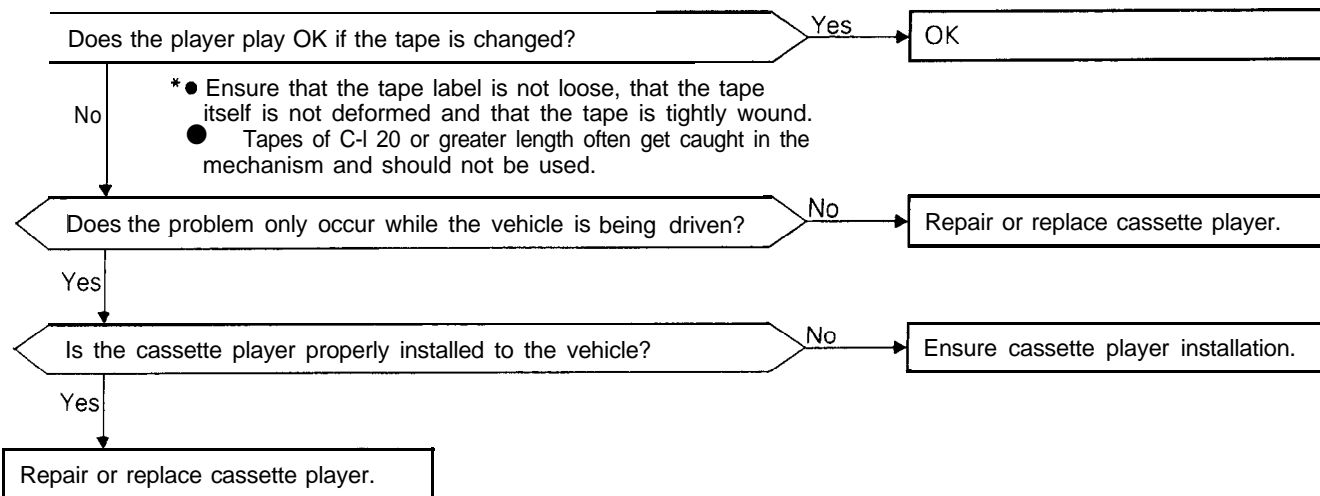 Does the player play OK if the tape is changed?
Yes
OK
No
* ● Ensure that the tape label is not loose, that the tape
itself is not deformed and that the tape is tightly wound.
● Tapes of C-l 20 or greater length often get caught in the
mechanism and should not be used.
Does the problem only occur while the vehicle is being driven?
No
Repair or replace cassette player.
Yes
Is the cassette player properly installed to the vehicle?
No
Ensure cassette player installation.
Yes
Repair or replace cassette player.